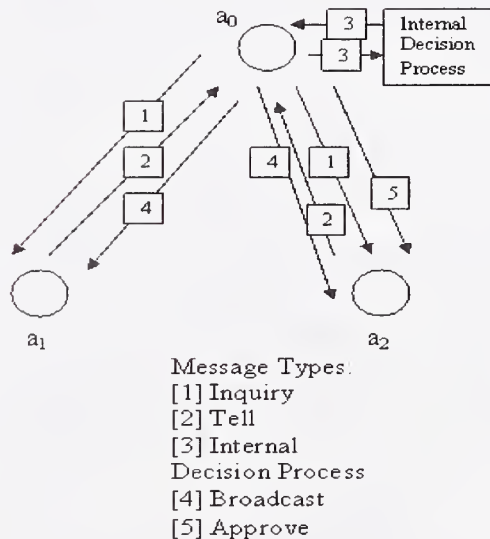 a0
3
Internal
3
Decision
Process
1
2
4
4
1
5
2
a1
a2
Message Types:
[1] Inquiry
[2] Tell
[3] Internal
Decision Process
[4] Broadcast
[5] Approve